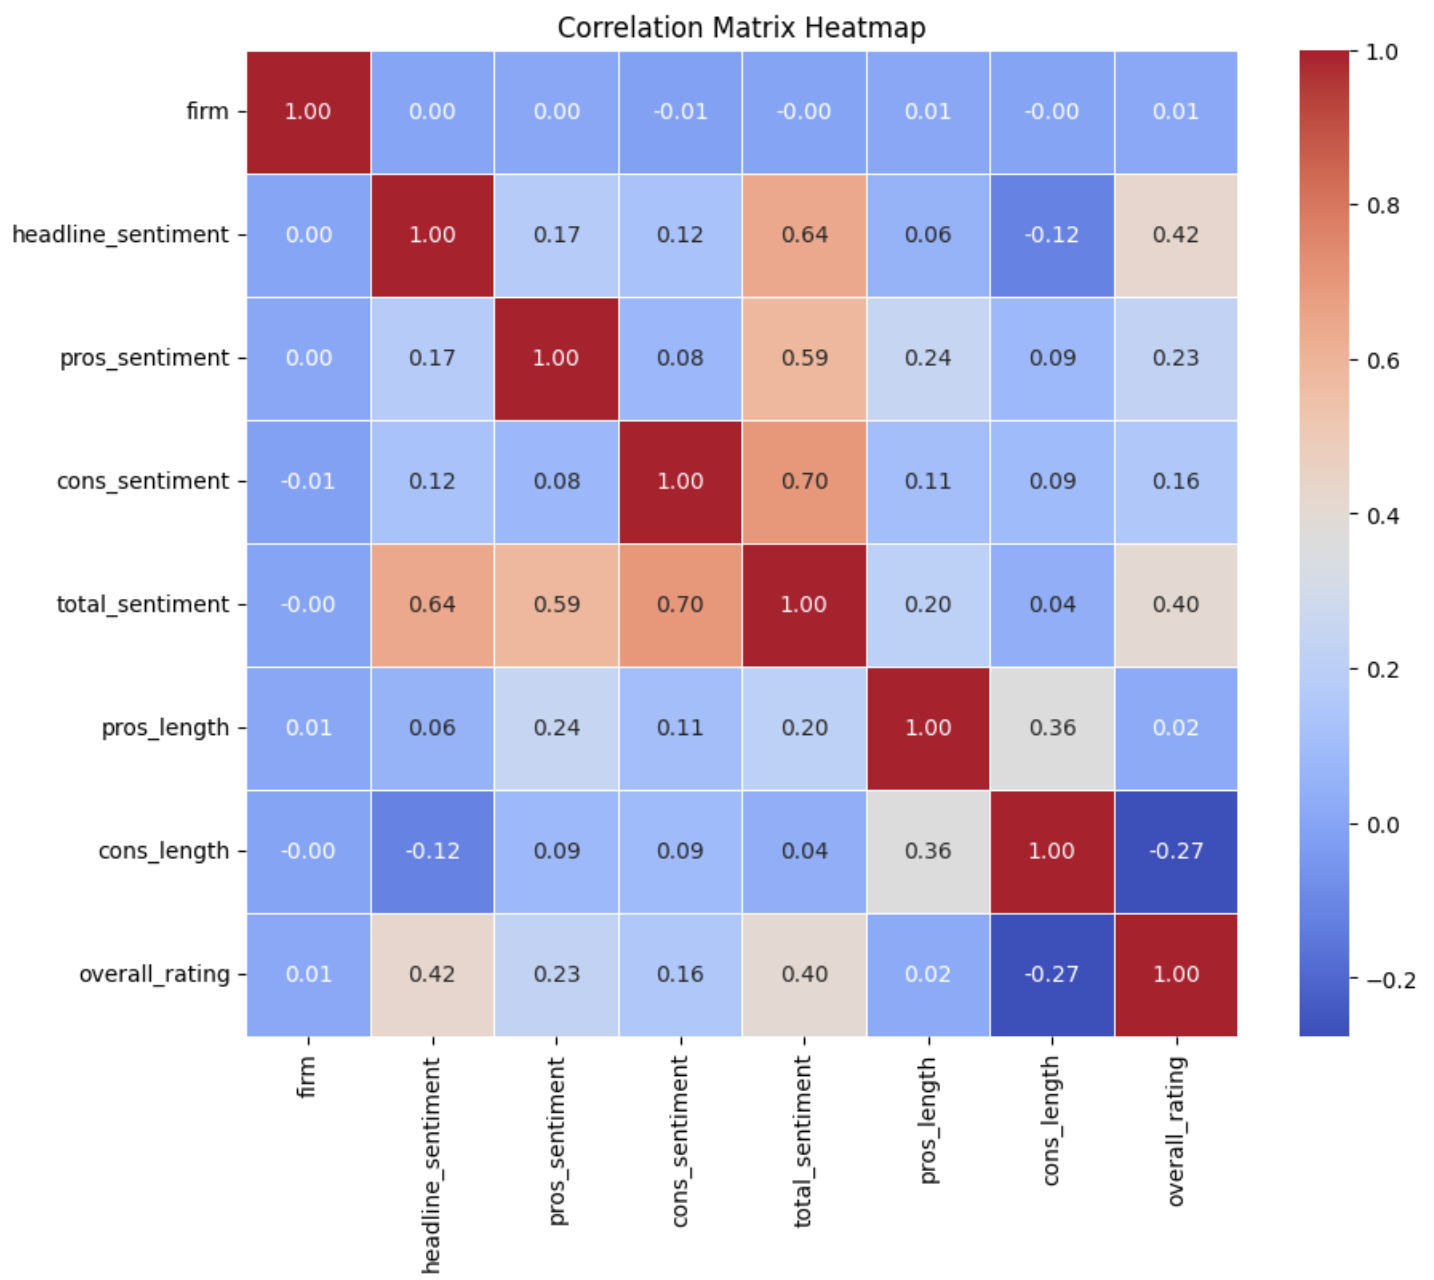 Correlation Matrix Heatmap
firm 1.00 0.00 0.00 -0.01 -0.00 0.01 -0.00 0.01
headline_sentiment 0.00 1.00 0.17 0.12 0.64 0.06 -0.12 0.42
pros_sentiment 0.00 0.17 1.00 0.08 0.59 0.24 0.09 0.23
cons_sentiment -0.01 0.12 0.08 1.00 0.70 0.11 0.09 0.16
total_sentiment -0.00 0.64 0.59 0.70 1.00 0.20 0.04 0.40
pros_length 0.01 0.06 0.24 0.11 0.20 1.00 0.36 0.02
cons_length -0.00 -0.12 0.09 0.09 0.04 0.36 1.00 -0.27
overall_rating 0.01 0.42 0.23 0.16 0.40 0.02 -0.27 1.00
firm
headline_sentiment
pros_sentiment
cons_sentiment
total_sentiment
pros_length
cons_length
overall_rating
1.0
0.8
0.6
0.4
0.2
0.0
−0.2